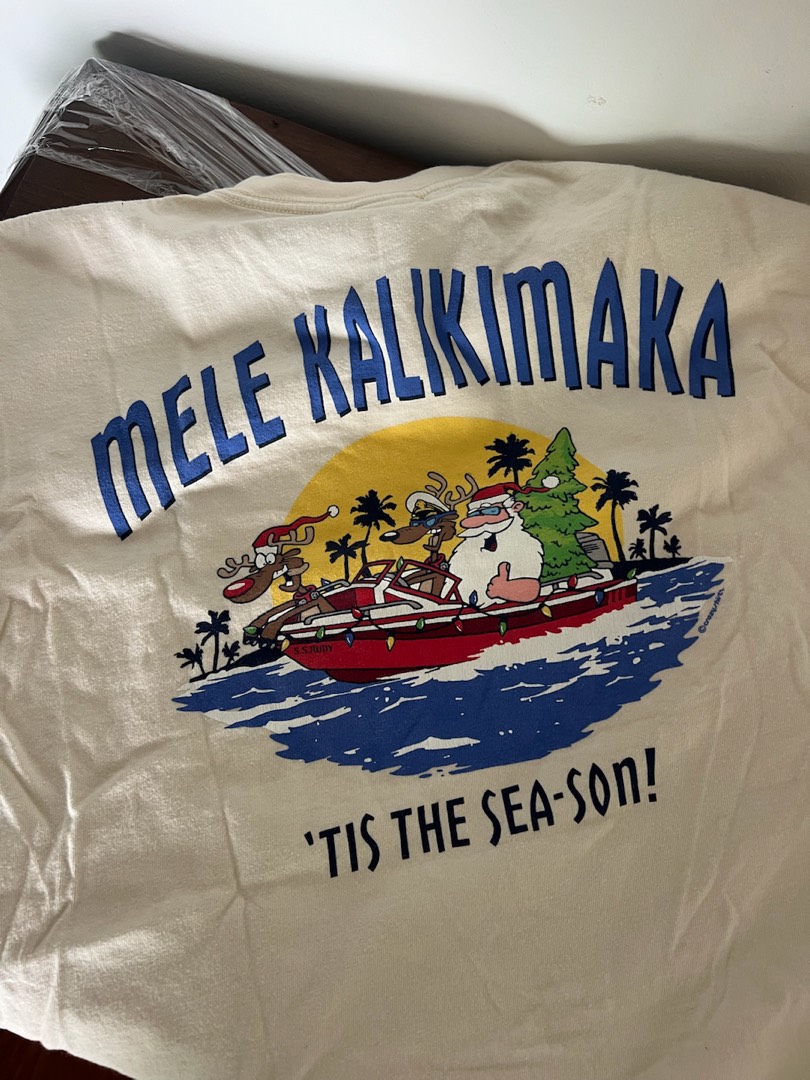 MELE KALIKIMAKA
S.S. RUDY
'TIS THE SEA-SON!